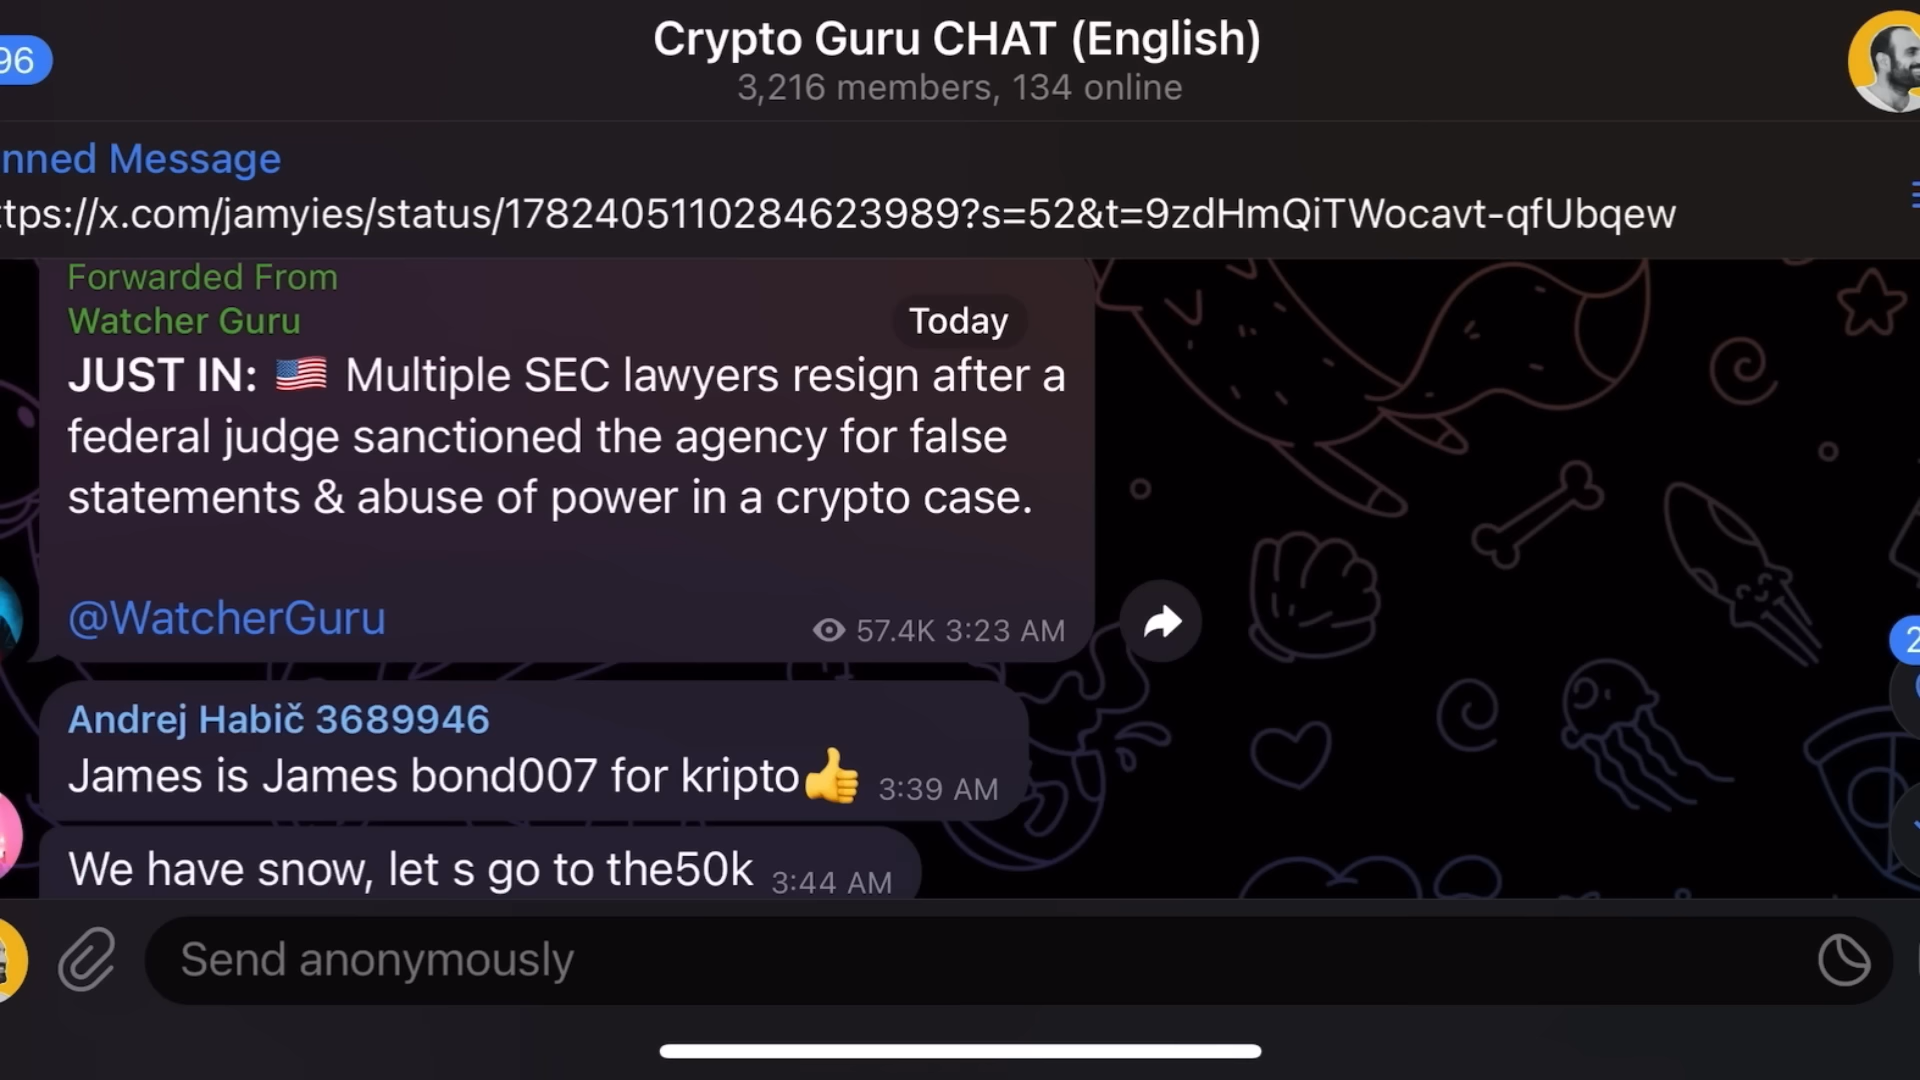 Crypto Guru CHAT (English)
96
3,216 members, 134 online
nned Message
ttps://x.com/jamyies/status/1782405110284623989?s=52&t=9zdHmQiTWocavt-qfUbqew
Forwarded From
Watcher Guru
Today
JUST IN: 🇺🇸 Multiple SEC lawyers resign after a
federal judge sanctioned the agency for false
statements & abuse of power in a crypto case.
@WatcherGuru
57.4K 3:23 AM
2
Andrej Habič 3689946
James is James bond007 for kripto👍 3:39 AM
We have snow, let s go to the50k 3:44 AM
Send anonymously